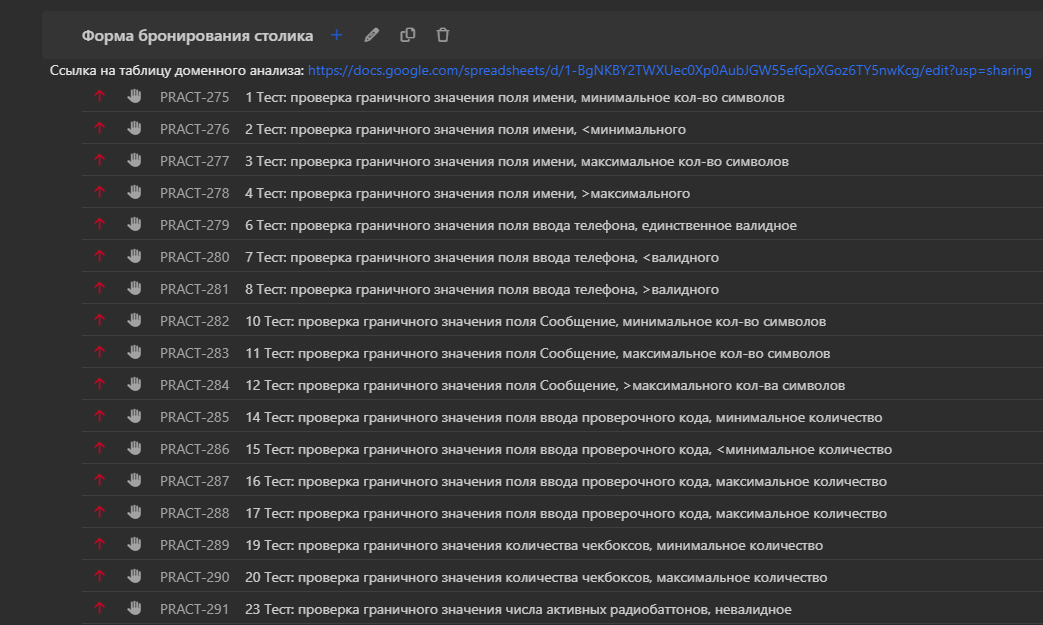 Форма бронирования столика
Ссылка на таблицу доменного анализа: https://docs.google.com/spreadsheets/d/1-BgNKBY2TWXUec0Xp0AubJGW55efGpXGoz6TY5nwKcg/edit?usp=sharing
PRACT-275 1 Тест: проверка граничного значения поля имени, минимальное кол-во символов
PRACT-276 2 Тест: проверка граничного значения поля имени, <минимального
PRACT-277 3 Тест: проверка граничного значения поля имени, максимальное кол-во символов
PRACT-278 4 Тест: проверка граничного значения поля имени, >максимального
PRACT-279 6 Тест: проверка граничного значения поля ввода телефона, единственное валидное
PRACT-280 7 Тест: проверка граничного значения поля ввода телефона, <валидного
PRACT-281 8 Тест: проверка граничного значения поля ввода телефона, >валидного
PRACT-282 10 Тест: проверка граничного значения поля Сообщение, минимальное кол-во символов
PRACT-283 11 Тест: проверка граничного значения поля Сообщение, максимальное кол-во символов
PRACT-284 12 Тест: проверка граничного значения поля Сообщение, >максимального кол-ва символов
PRACT-285 14 Тест: проверка граничного значения поля ввода проверочного кода, минимальное количество
PRACT-286 15 Тест: проверка граничного значения поля ввода проверочного кода, <минимальное количество
PRACT-287 16 Тест: проверка граничного значения поля ввода проверочного кода, максимальное количество
PRACT-288 17 Тест: проверка граничного значения поля ввода проверочного кода, максимальное количество
PRACT-289 19 Тест: проверка граничного значения количества чекбоксов, минимальное количество
PRACT-290 20 Тест: проверка граничного значения количества чекбоксов, максимальное количество
PRACT-291 23 Тест: проверка граничного значения числа активных радиобаттонов, невалидное